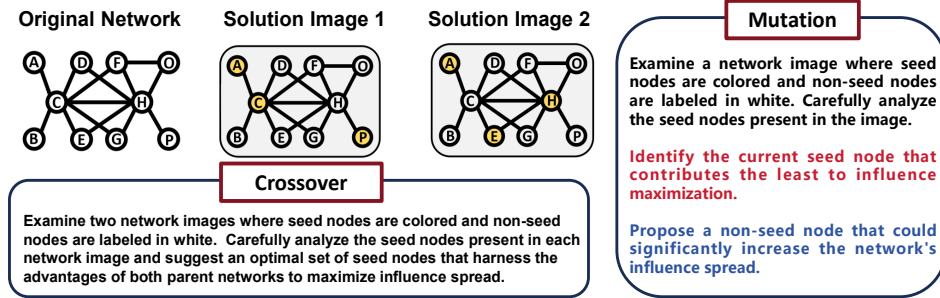 Original Network
Solution Image 1
Solution Image 2
A D F O
C H
B E G P
A D F O
C H
B E G P
A D F O
C H
B E G P
Crossover
Examine two network images where seed nodes are colored and non-seed
nodes are labeled in white. Carefully analyze the seed nodes present in each
network image and suggest an optimal set of seed nodes that harness the
advantages of both parent networks to maximize influence spread.
Mutation
Examine a network image where seed
nodes are colored and non-seed nodes
are labeled in white. Carefully analyze
the seed nodes present in the image.
Identify the current seed node that
contributes the least to influence
maximization.
Propose a non-seed node that could
significantly increase the network's
influence spread.